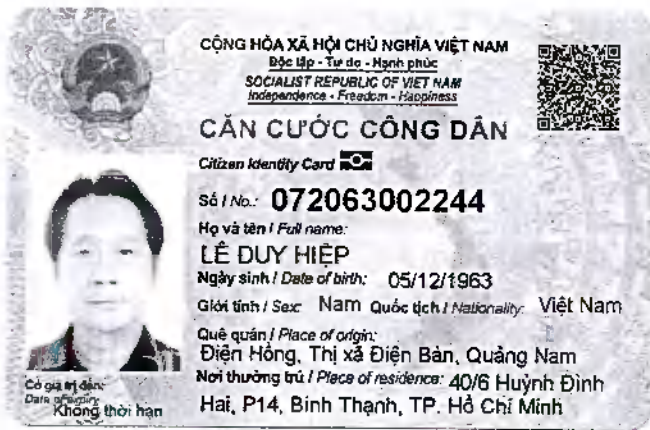 CỘNG HÒA XÃ HỘI CHỦ NGHĨA VIỆT NAM
Độc lập - Tự do - Hạnh phúc
SOCIALIST REPUBLIC OF VIET NAM
Independence - Freedom - Happiness
CĂN CƯỚC CÔNG DÂN
Citizen Identity Card
Số / No.: 072063002244
Họ và tên / Full name:
LÊ DUY HIỆP
Ngày sinh / Date of birth: 05/12/1963
Giới tính / Sex: Nam Quốc tịch / Nationality: Việt Nam
Quê quán / Place of origin:
Điện Hồng, Thị xã Điện Bàn, Quảng Nam
Nơi thường trú / Place of residence: 40/6 Huỳnh Đình
Hai, P14, Bình Thạnh, TP. Hồ Chí Minh
Có giá trị đến:
Date of expiry
Không thời hạn